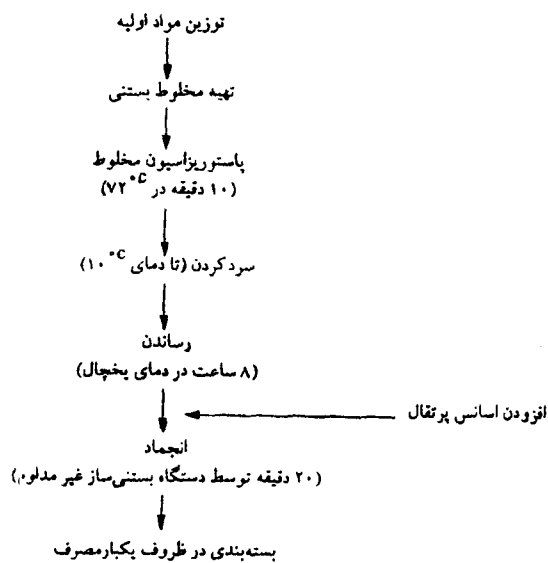 توزین مواد اولیه
تهیه مخلوط بستنی
پاستوریزاسیون مخلوط
(۱۰ دقیقه در ۷۲°C)
سردکردن (تا دمای ۱۰°C)
رساندن
(۸ ساعت در دمای یخچال)
افزودن اسانس پرتقال
انجماد
(۲۰ دقیقه توسط دستگاه بستنی‌ساز غیر مداوم)
بسته‌بندی در ظروف یکبارمصرف